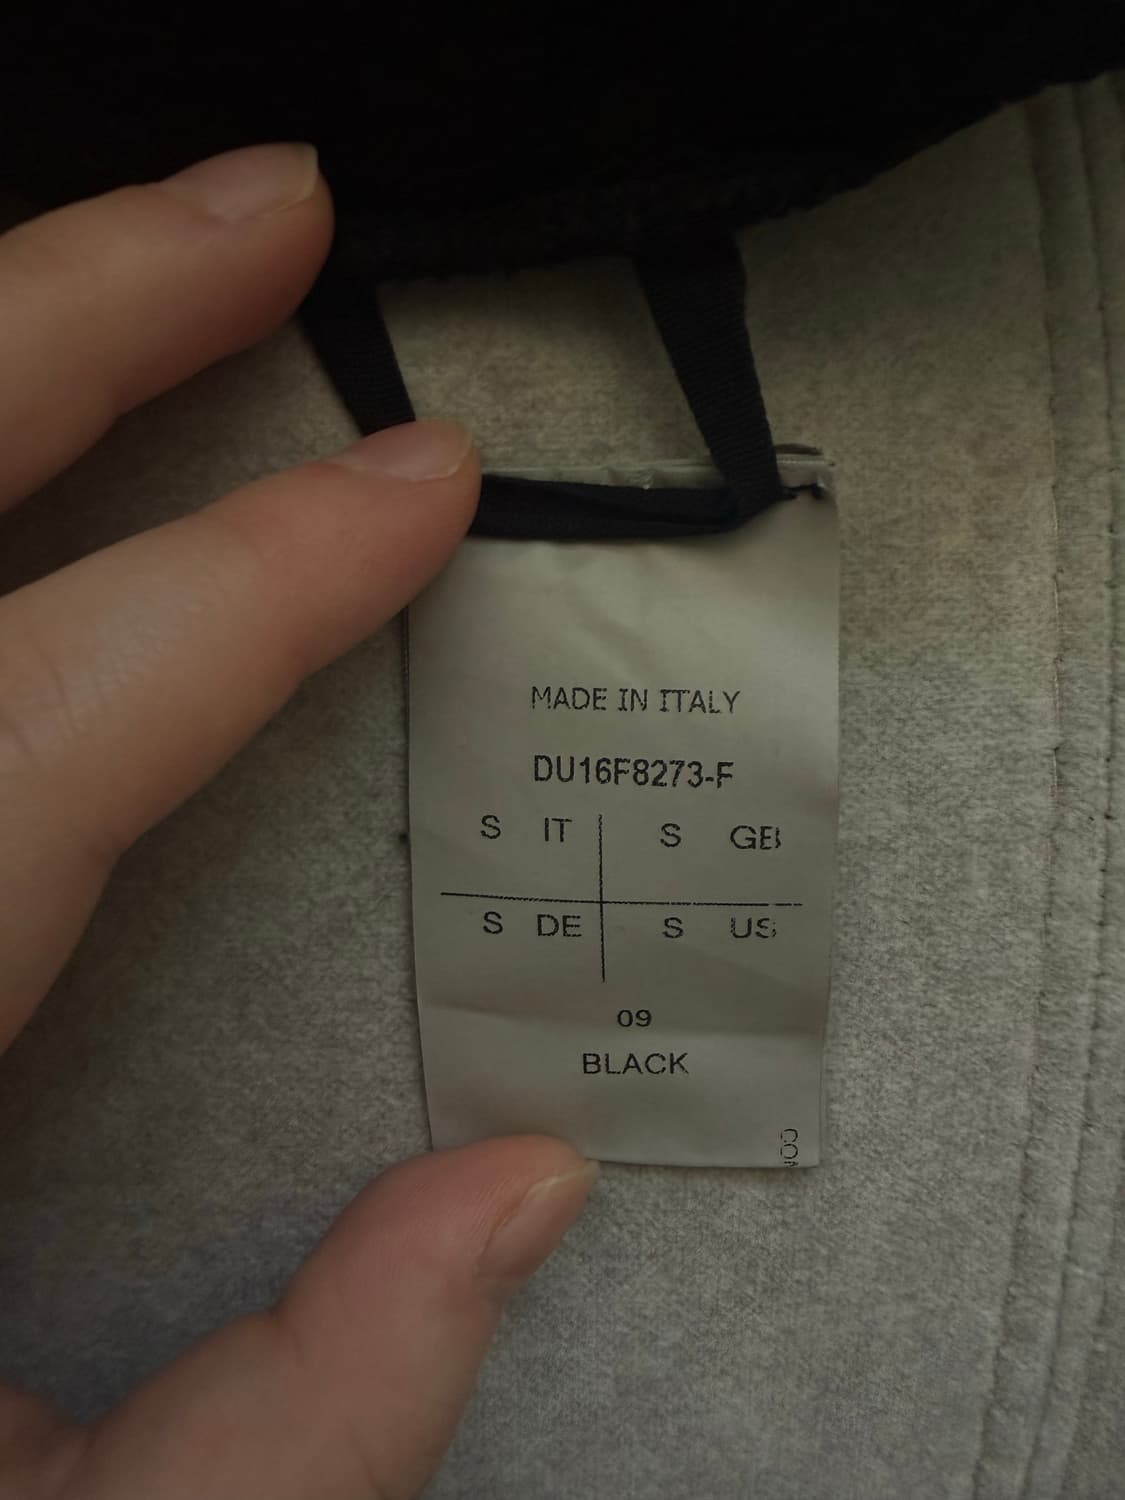 MADE IN ITALY
DU16F8273-F
S IT S GB
S DE S US
09
BLACK